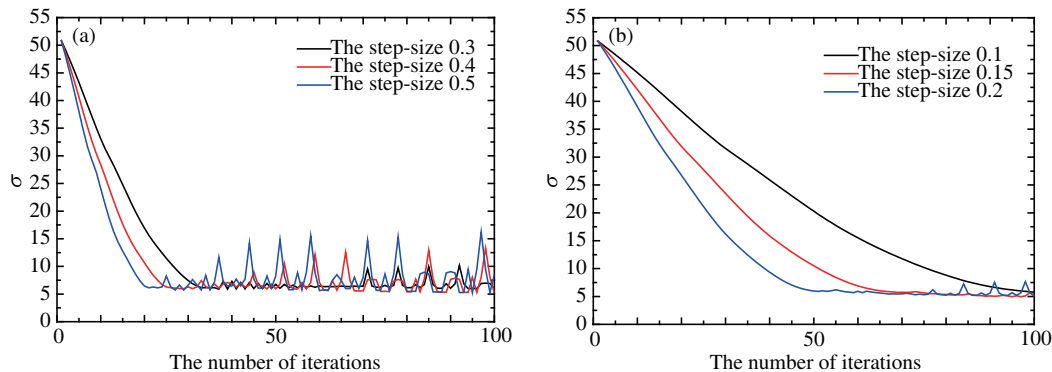 55
(a)
50
The step-size 0.3
45
The step-size 0.4
40
The step-size 0.5
35
30
σ
25
20
15
10
5
0
0
50
100
The number of iterations
55
(b)
50
The step-size 0.1
45
The step-size 0.15
40
The step-size 0.2
35
30
σ
25
20
15
10
5
0
0
50
100
The number of iterations